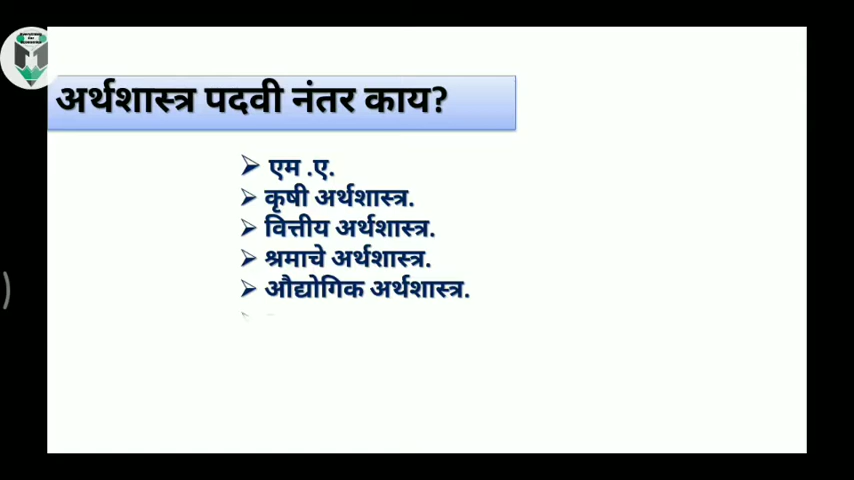 अर्थशास्त्र पदवी नंतर काय?
➢ एम .ए.
➢ कृषी अर्थशास्त्र.
➢ वित्तीय अर्थशास्त्र.
➢ श्रमाचे अर्थशास्त्र.
➢ औद्योगिक अर्थशास्त्र.